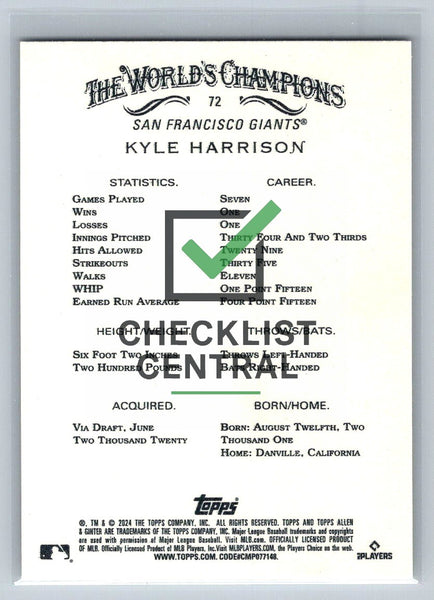 THE WORLD'S CHAMPIONS
72
SAN FRANCISCO GIANTS®
KYLE HARRISON
STATISTICS. CAREER.
GAMES PLAYED SEVEN
WINS ONE
LOSSES ONE
INNINGS PITCHED THIRTY FOUR AND TWO THIRDS
HITS ALLOWED TWENTY NINE
STRIKEOUTS THIRTY FIVE
WALKS ELEVEN
WHIP ONE POINT FIFTEEN
EARNED RUN AVERAGE FOUR POINT FIFTEEN
CHECKLIST
CENTRAL
HEIGHT/WEIGHT. THROWS/BATS.
SIX FOOT TWO INCHES THROWS LEFT-HANDED
TWO HUNDRED POUNDS BATS RIGHT-HANDED
ACQUIRED. BORN/HOME.
VIA DRAFT, JUNE BORN: AUGUST TWELFTH, TWO
TWO THOUSAND TWENTY THOUSAND ONE
HOME: DANVILLE, CALIFORNIA
Topps
®, TM & © 2024 THE TOPPS COMPANY, INC. ALL RIGHTS RESERVED. TOPPS AND TOPPS ALLEN
& GINTER ARE TRADEMARKS OF THE TOPPS COMPANY, INC. Major League Baseball trademarks and copyrights
are used with permission of Major League Baseball. Visit MLB.com. OFFICIALLY LICENSED PRODUCT
OF MLB. Officially Licensed Product of MLB Players, Inc. Visit MLBPLAYERS.com, the Players Choice on the web.
WWW.TOPPS.COM. CODE#CMP077148.
PLAYERS